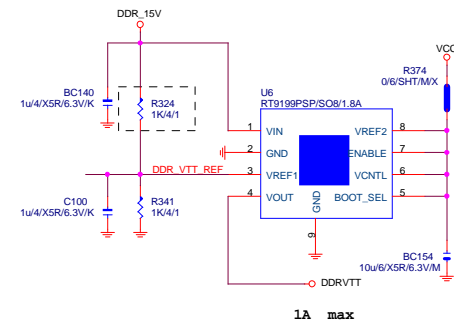 DDR_15V
VCC
R374
0/6/SHT/M/X
BC140
1u/4/X5R/6.3V/K
R324
1K/4/1
U6
RT9199PSP/SO8/1.8A
1 VIN VREF2 8
2 GND ENABLE 7
DDR_VTT_REF 3 VREF1 VCNTL 6
4 VOUT BOOT_SEL 5
GND
9
C100
1u/4/X5R/6.3V/K
R341
1K/4/1
BC154
10u/6/X5R/6.3V/M
DDRVTT
1A max